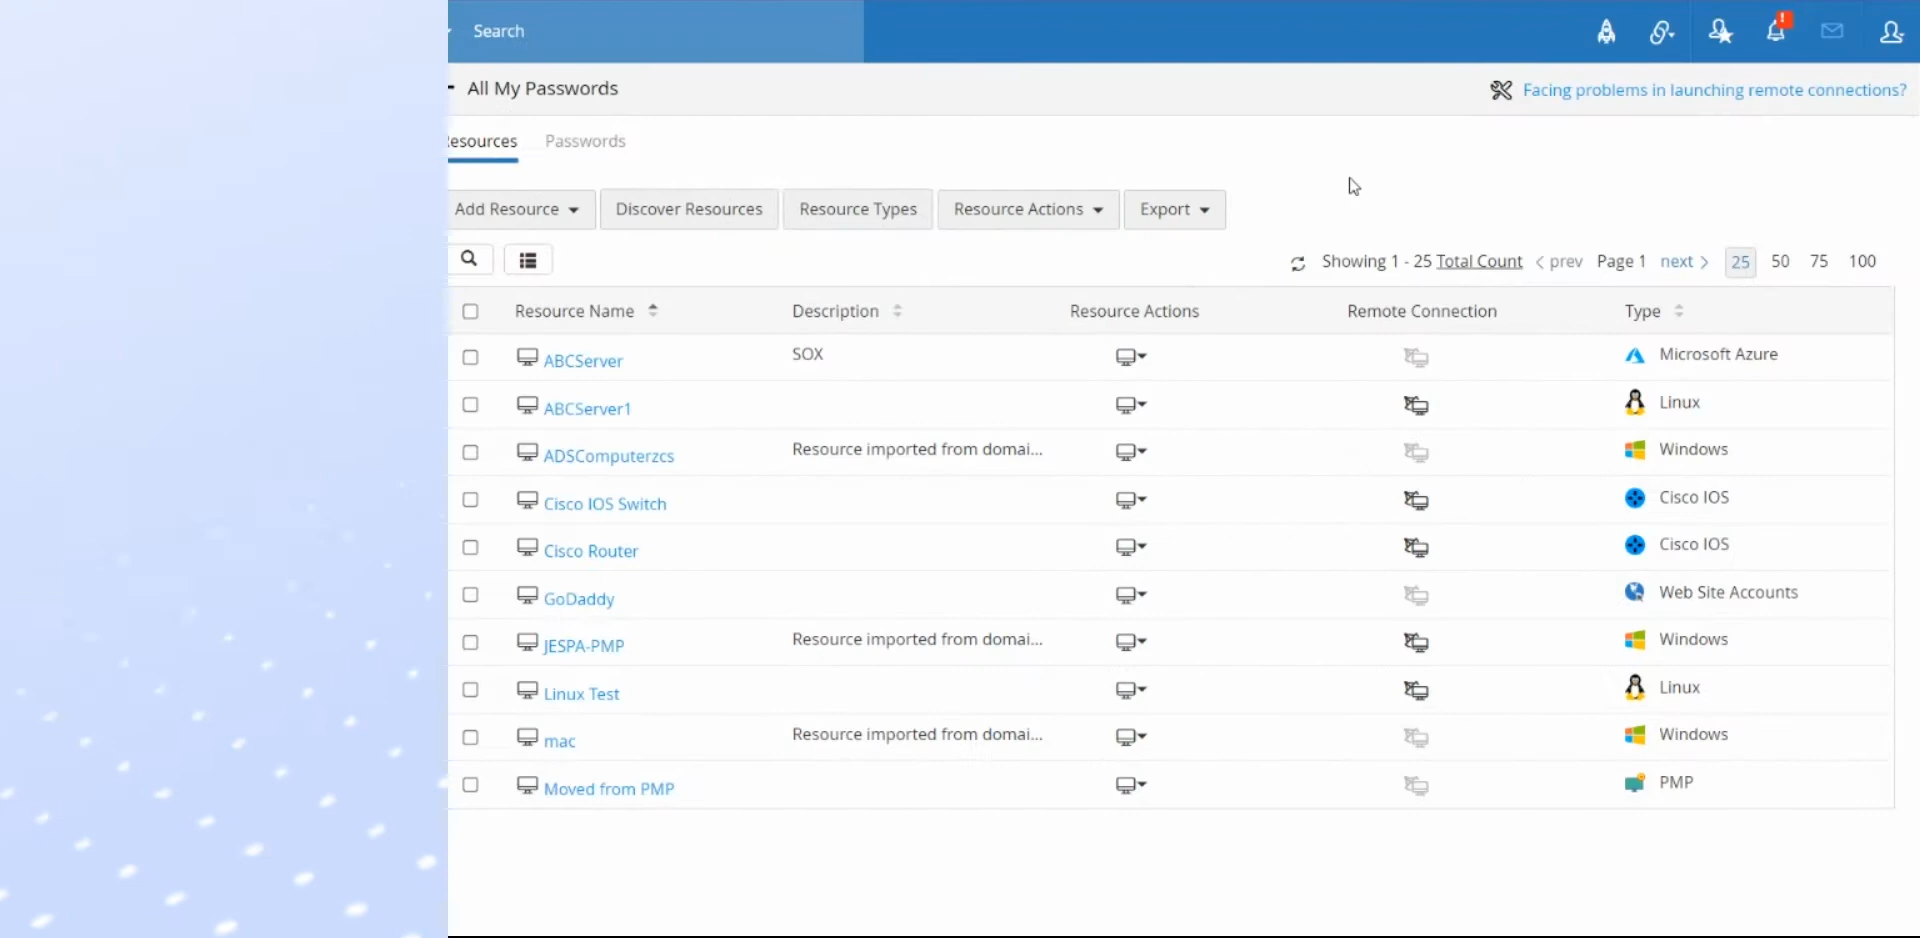 Search
!
All My Passwords
Facing problems in launching remote connections?
esources Passwords
Add Resource Discover Resources Resource Types Resource Actions Export
Showing 1 - 25 Total Count prev Page 1 next 25 50 75 100
Resource Name Description Resource Actions Remote Connection Type
ABCServer SOX Microsoft Azure
ABCServer1 Linux
ADSComputerzcs Resource imported from domai... Windows
Cisco IOS Switch Cisco IOS
Cisco Router Cisco IOS
GoDaddy Web Site Accounts
JESPA-PMP Resource imported from domai... Windows
Linux Test Linux
mac Resource imported from domai... Windows
Moved from PMP PMP